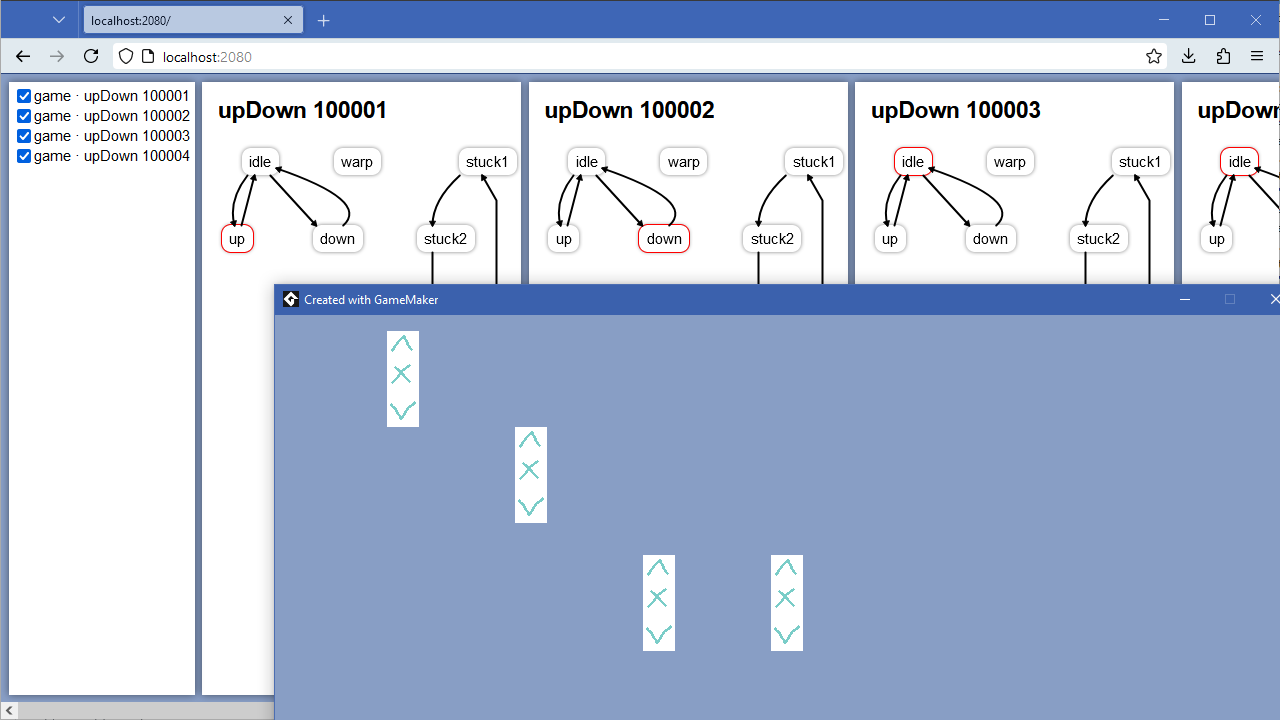 localhost:2080/
localhost:2080
game · upDown 100001
game · upDown 100002
game · upDown 100003
game · upDown 100004
upDown 100001
idle
warp
stuck1
up
down
stuck2
upDown 100002
idle
warp
stuck1
up
down
stuck2
upDown 100003
idle
warp
stuck1
up
down
stuck2
upDown
idle
up
Created with GameMaker